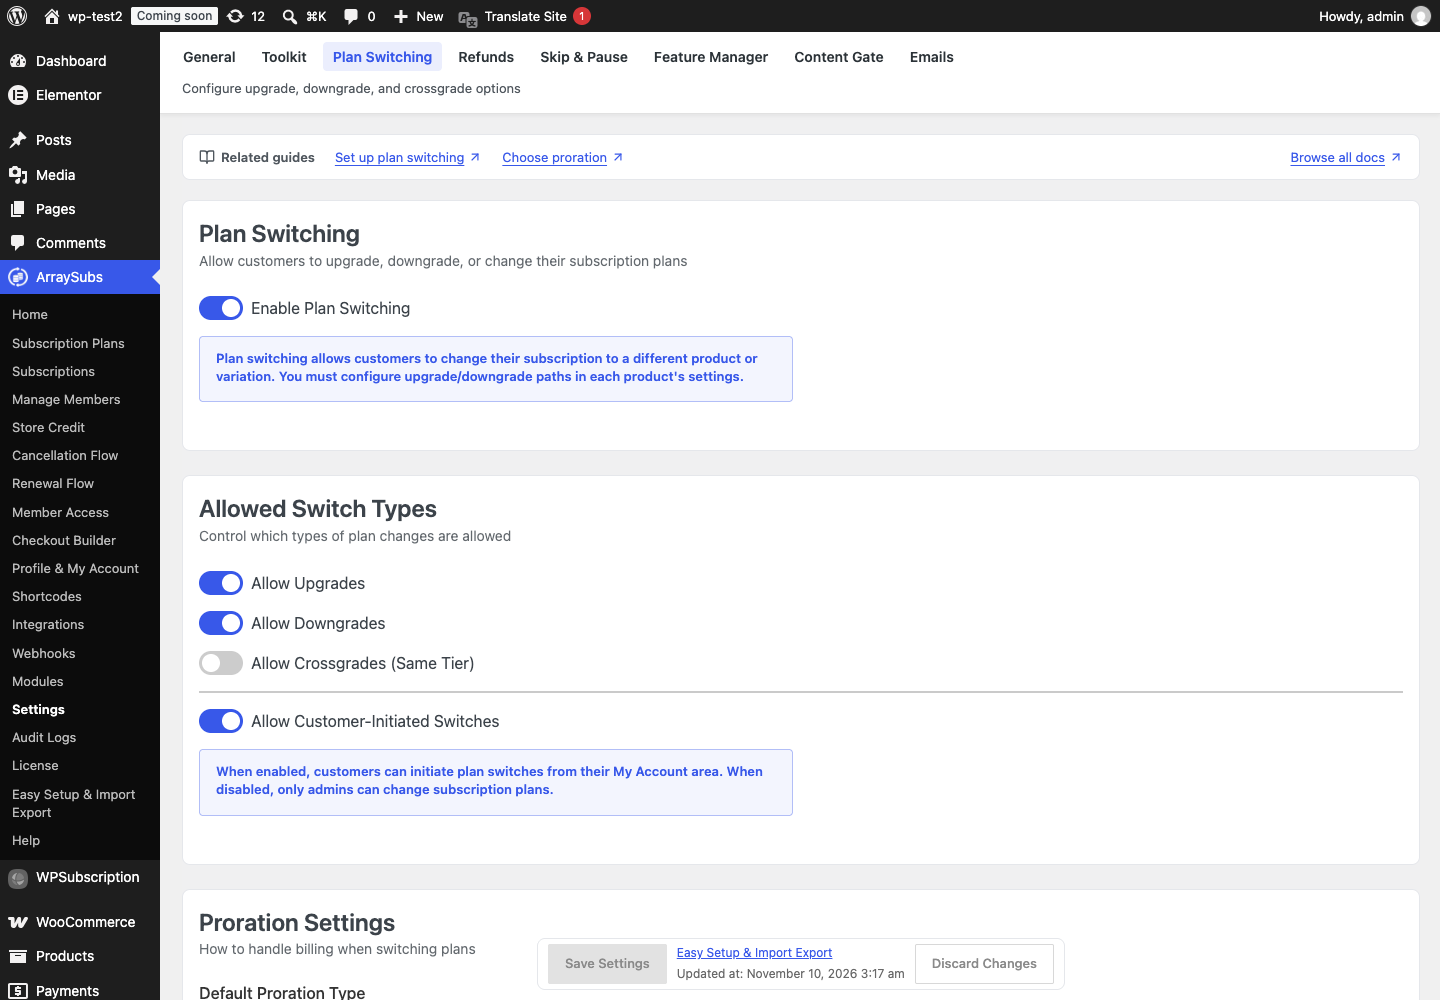 wp-test2 Coming soon 12 ⌘K 0 New Translate Site 1 Howdy, admin
Dashboard
Elementor
Posts
Media
Pages
Comments
ArraySubs
Home
Subscription Plans
Subscriptions
Manage Members
Store Credit
Cancellation Flow
Renewal Flow
Member Access
Checkout Builder
Profile & My Account
Shortcodes
Integrations
Webhooks
Modules
Settings
Audit Logs
License
Easy Setup & Import
Export
Help
WPSubscription
WooCommerce
Products
Payments
General Toolkit Plan Switching Refunds Skip & Pause Feature Manager Content Gate Emails
Configure upgrade, downgrade, and crossgrade options
Related guides Set up plan switching Choose proration Browse all docs
Plan Switching
Allow customers to upgrade, downgrade, or change their subscription plans
Enable Plan Switching
Plan switching allows customers to change their subscription to a different product or
variation. You must configure upgrade/downgrade paths in each product's settings.
Allowed Switch Types
Control which types of plan changes are allowed
Allow Upgrades
Allow Downgrades
Allow Crossgrades (Same Tier)
Allow Customer-Initiated Switches
When enabled, customers can initiate plan switches from their My Account area. When
disabled, only admins can change subscription plans.
Proration Settings
How to handle billing when switching plans
Default Proration Type
Save Settings
Easy Setup & Import Export
Updated at: November 10, 2026 3:17 am
Discard Changes